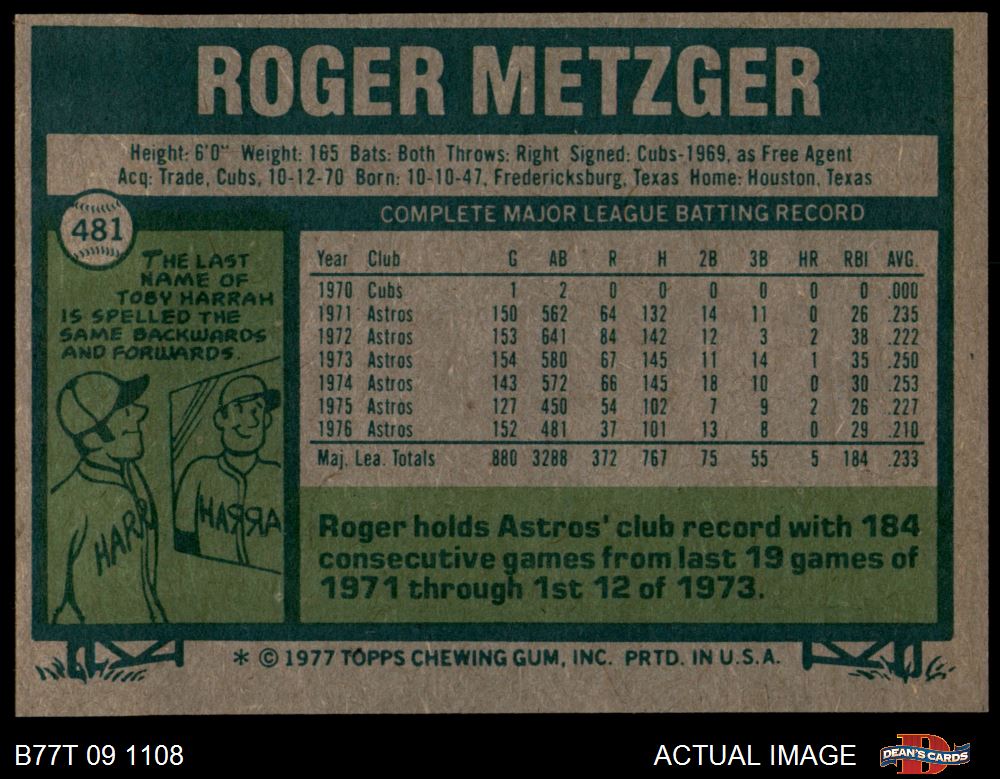 ROGER METZGER
Height: 6'0" Weight: 165 Bats: Both Throws: Right Signed: Cubs-1969, as Free Agent
Acq: Trade, Cubs, 10-12-70 Born: 10-10-47, Fredericksburg, Texas Home: Houston, Texas
481
THE LAST
NAME OF
TOBY HARRAH
IS SPELLED THE
SAME BACKWARDS
AND FORWARDS.
HARR
HARRA
COMPLETE MAJOR LEAGUE BATTING RECORD
Year Club G AB R H 2B 3B HR RBI AVG.
1970 Cubs 1 2 0 0 0 0 0 0 .000
1971 Astros 150 562 64 132 14 11 0 26 .235
1972 Astros 153 641 84 142 12 3 2 38 .222
1973 Astros 154 580 67 145 11 14 1 35 .250
1974 Astros 143 572 66 145 18 10 0 30 .253
1975 Astros 127 450 54 102 7 9 2 26 .227
1976 Astros 152 481 37 101 13 8 0 29 .210
Maj. Lea. Totals 880 3288 372 767 75 55 5 184 .233
Roger holds Astros' club record with 184
consecutive games from last 19 games of
1971 through 1st 12 of 1973.
* © 1977 TOPPS CHEWING GUM, INC. PRTD. IN U.S.A.
B77T 09 1108
ACTUAL IMAGE
DEAN'S CARDS